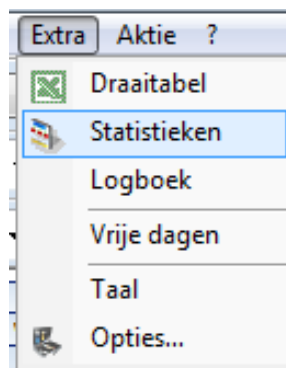 Extra Aktie ?
Draaitabel
Statistieken
Logboek
Vrije dagen
Taal
Opties...